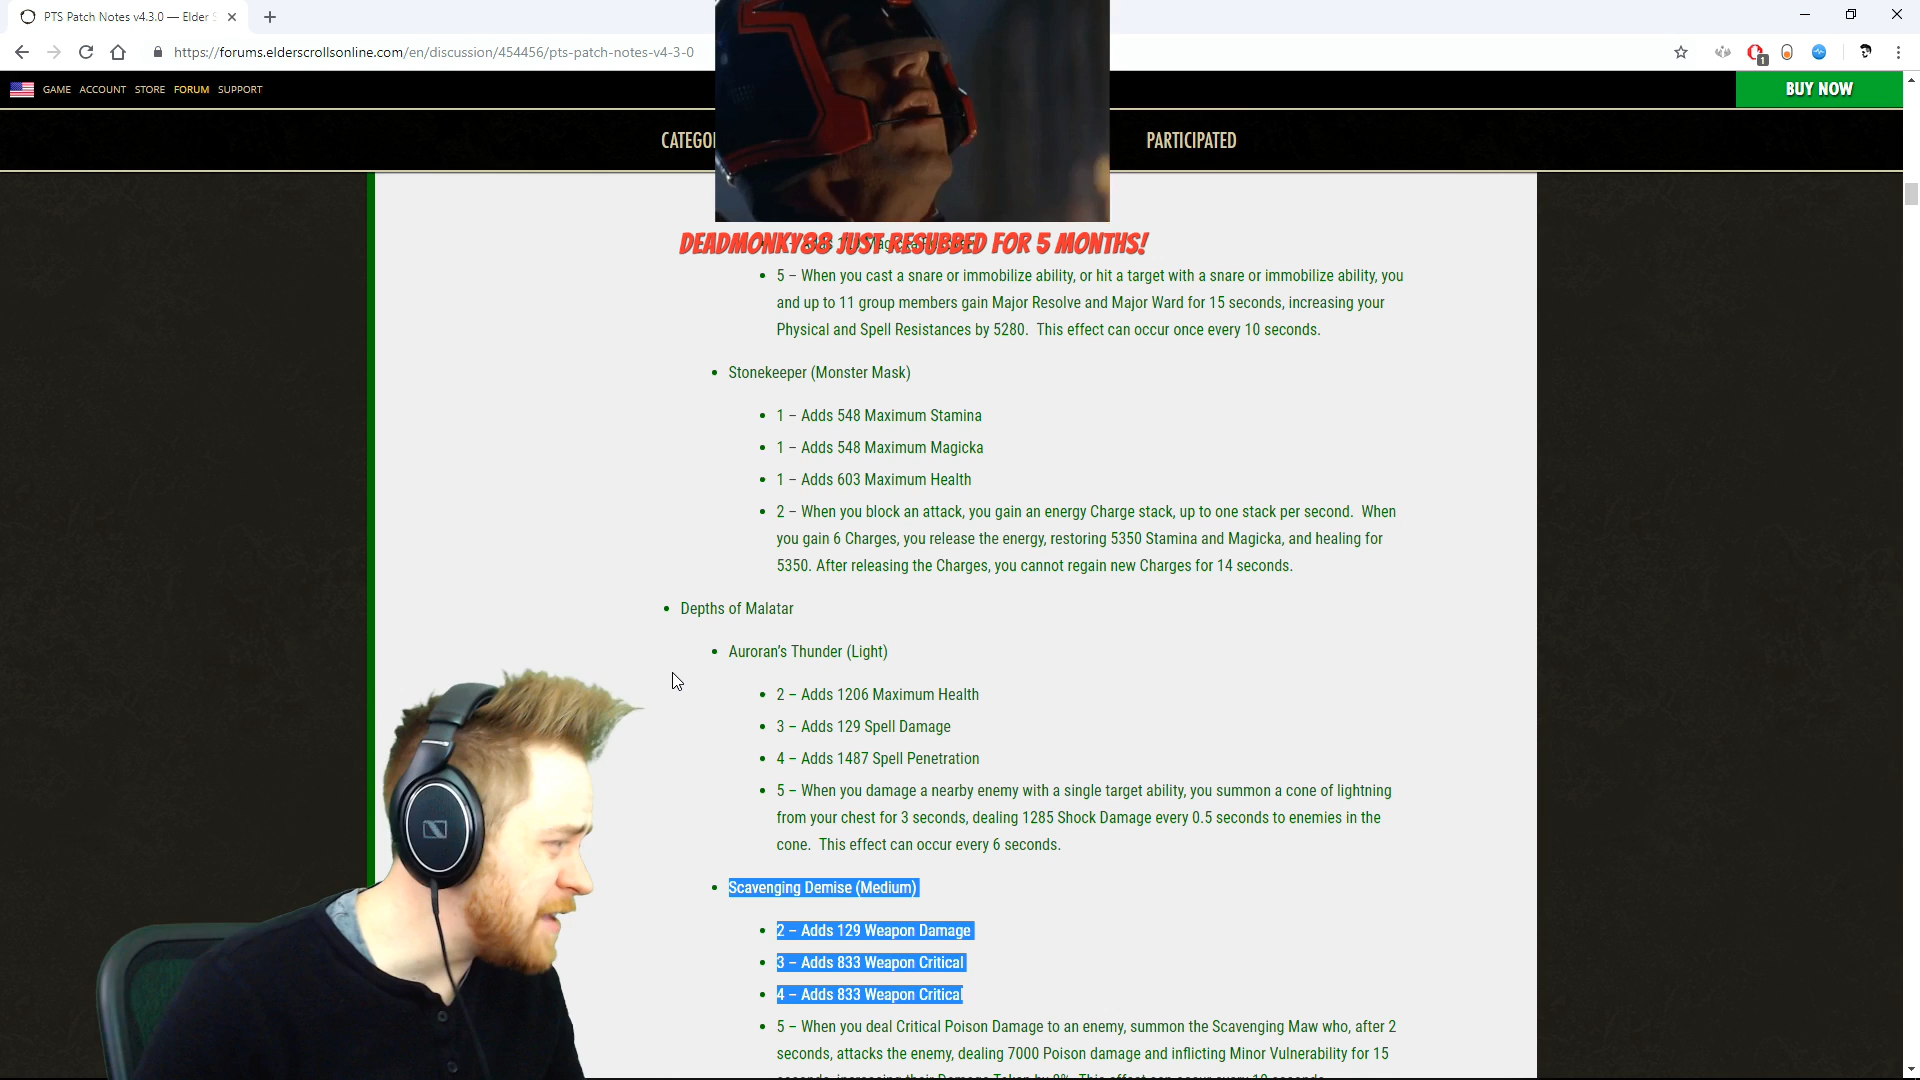 PTS Patch Notes v4.3.0 — Elder
https://forums.elderscrollsonline.com/en/discussion/454456/pts-patch-notes-v4-3-0
1
GAME ACCOUNT STORE FORUM SUPPORT
BUY NOW
CATEGO
PARTICIPATED
DEADMONKY88 JUST RESUBBED FOR 5 MONTHS!
5 – When you cast a snare or immobilize ability, or hit a target with a snare or immobilize ability, you
and up to 11 group members gain Major Resolve and Major Ward for 15 seconds, increasing your
Physical and Spell Resistances by 5280. This effect can occur once every 10 seconds.
Stonekeeper (Monster Mask)
1 – Adds 548 Maximum Stamina
1 – Adds 548 Maximum Magicka
1 – Adds 603 Maximum Health
2 – When you block an attack, you gain an energy Charge stack, up to one stack per second. When
you gain 6 Charges, you release the energy, restoring 5350 Stamina and Magicka, and healing for
5350. After releasing the Charges, you cannot regain new Charges for 14 seconds.
Depths of Malatar
Auroran's Thunder (Light)
2 – Adds 1206 Maximum Health
3 – Adds 129 Spell Damage
4 – Adds 1487 Spell Penetration
5 – When you damage a nearby enemy with a single target ability, you summon a cone of lightning
from your chest for 3 seconds, dealing 1285 Shock Damage every 0.5 seconds to enemies in the
cone. This effect can occur every 6 seconds.
Scavenging Demise (Medium)
2 – Adds 129 Weapon Damage
3 – Adds 833 Weapon Critical
4 – Adds 833 Weapon Critical
5 – When you deal Critical Poison Damage to an enemy, summon the Scavenging Maw who, after 2
seconds, attacks the enemy, dealing 7000 Poison damage and inflicting Minor Vulnerability for 15